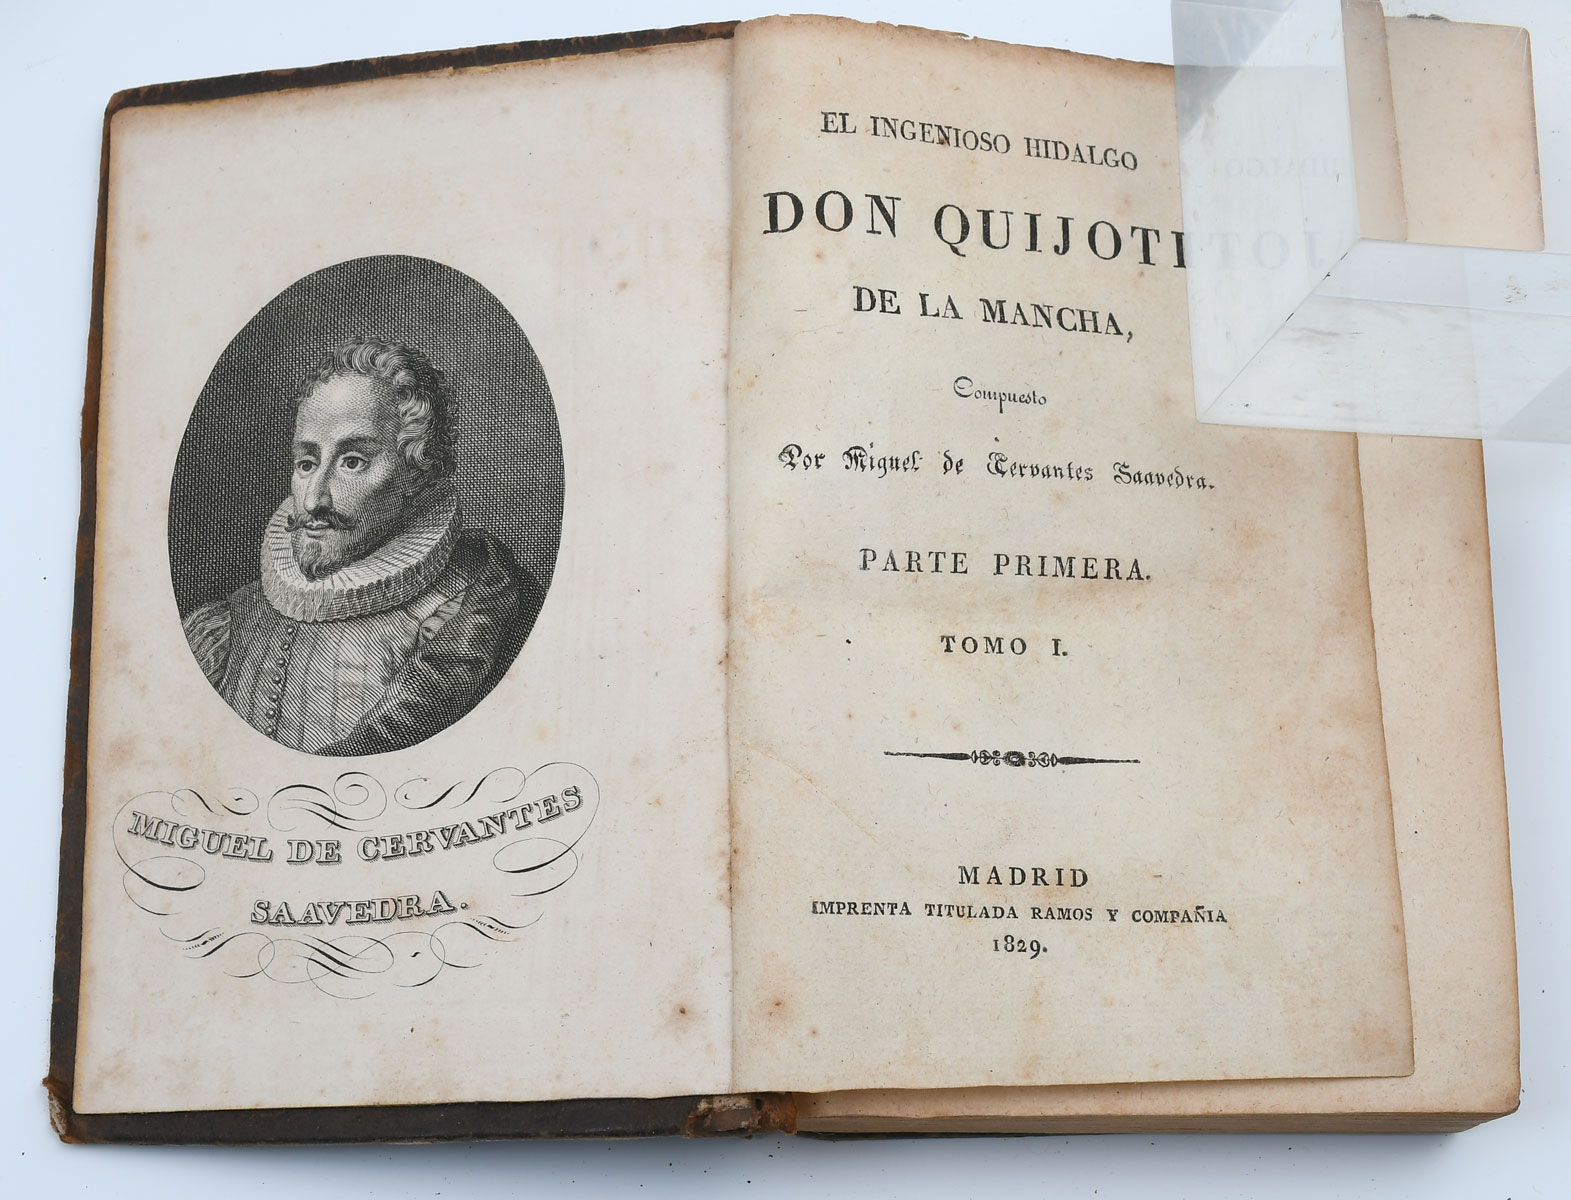 MIGUEL DE CERVANTES
SAAVEDRA.
EL INGENIOSO HIDALGO
DON QUIJOT
DE LA MANCHA,
Compuesto
Por Miguel de Cervantes Saavedra.
PARTE PRIMERA.
TOMO I.
MADRID
IMPRENTA TITULADA RAMOS Y COMPAÑIA
1829.